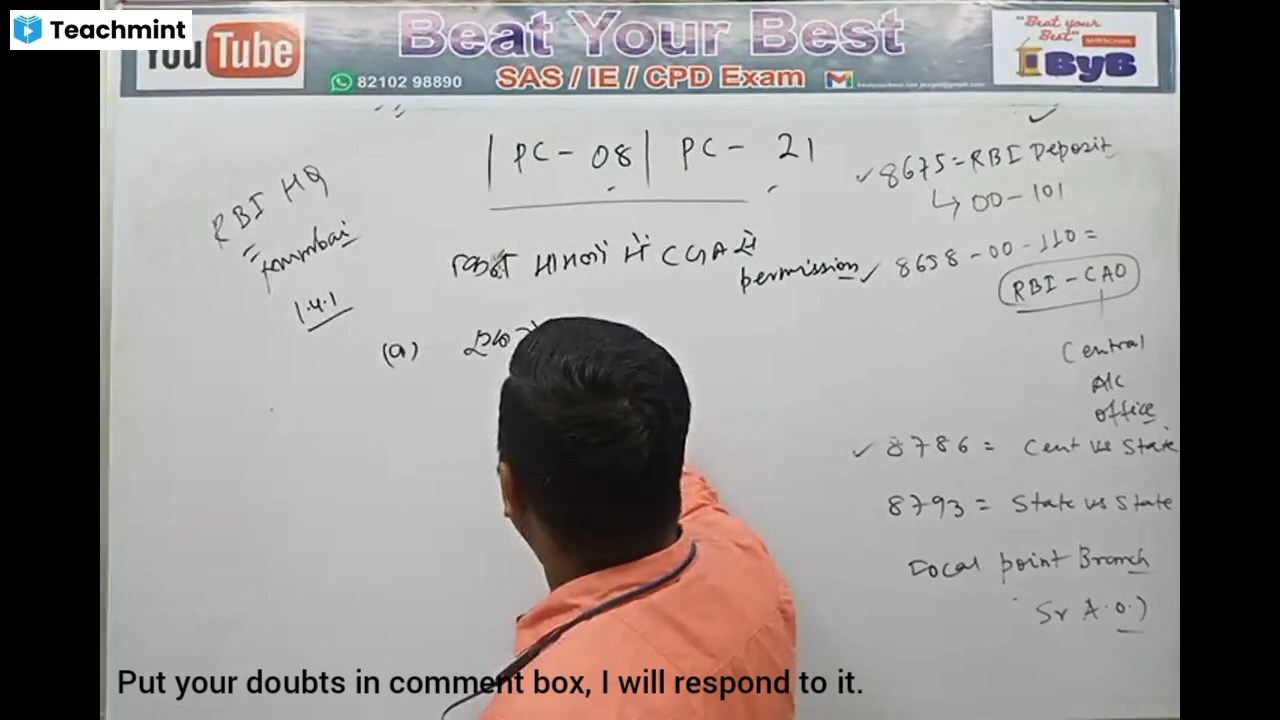 Teachmint
YouTube
Beat Your Best
SAS / IE / CPD Exam
82102 98890
"Beat your Best"
SUBSCRIBE
ByB
PC - 08 | PC - 21
RBI HQ
Mumbai
1.4.1
मामलों में CGA से
permission
(a)
8675 = RBI Deposit
↳ 00 - 101
8658 - 00 - 110 =
RBI - CAO
Central
A/c
office
8786 = Cent vs State
8793 = State vs State
Focal point Branch
Sr A.O.)
Put your doubts in comment box, I will respond to it.